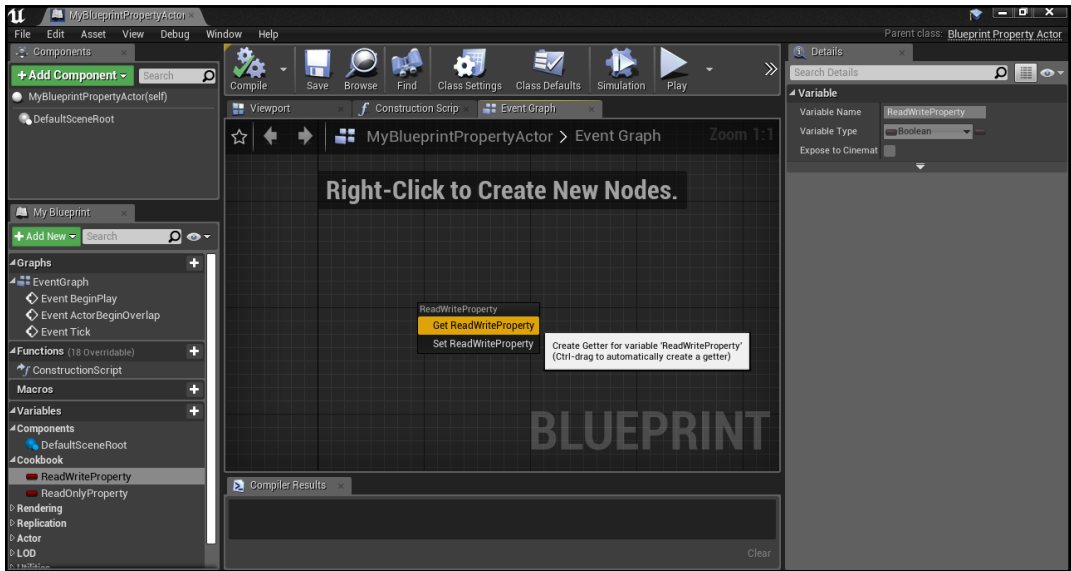 MyBlueprintPropertyActor
File Edit Asset View Debug Window Help
Parent class: Blueprint Property Actor
Components
+Add Component
Search
MyBlueprintPropertyActor(self)
DefaultSceneRoot
Compile
Save
Browse
Find
Class Settings
Class Defaults
Simulation
Play
Viewport
Construction Scrip
Event Graph
MyBlueprintPropertyActor > Event Graph
Zoom 1:1
Right-Click to Create New Nodes.
ReadWriteProperty
Get ReadWriteProperty
Set ReadWriteProperty
Create Getter for variable 'ReadWriteProperty'
(Ctrl-drag to automatically create a getter)
BLUEPRINT
My Blueprint
+Add New
Search
Graphs
EventGraph
Event BeginPlay
Event ActorBeginOverlap
Event Tick
Functions (18 Overridable)
ConstructionScript
Macros
Variables
Components
DefaultSceneRoot
Cookbook
ReadWriteProperty
ReadOnlyProperty
Rendering
Replication
Actor
LOD
Utilities
Compiler Results
Clear
Details
Search Details
Variable
Variable Name ReadWriteProperty
Variable Type Boolean
Expose to Cinemat